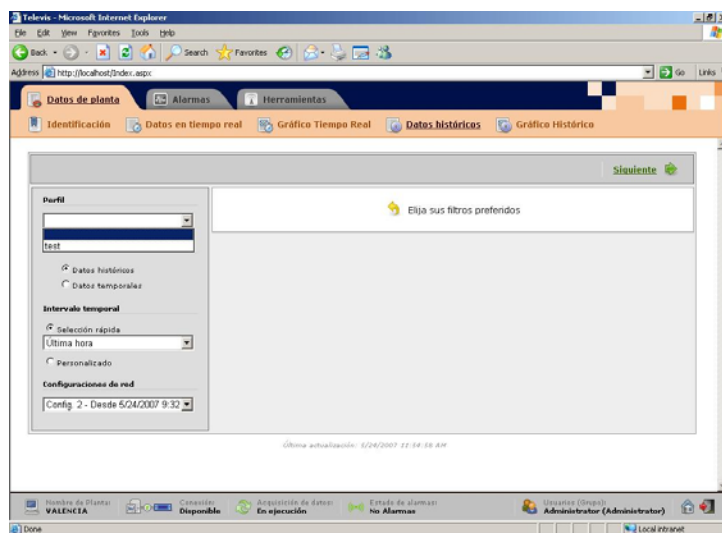 Televis - Microsoft Internet Explorer
File Edit View Favorites Tools Help
Back Search Favorites
Address http://localhost/Index.aspx Go Links
Datos de planta Alarmas Herramientas
Identificación Datos en tiempo real Gráfico Tiempo Real Datos históricos Gráfico Histórico
Siguiente
Perfil
Elija sus filtros preferidos
test
Datos históricos
Datos temporales
Intervalo temporal
Selección rápida
Última hora
Personalizado
Configuraciones de red
Config. 2 - Desde 5/24/2007 9:32
Última actualización: 5/24/2007 11:54:38 AM
Nombre de Planta: Conexión: Adquisición de datos: Estado de alarmas: Usuarios (Grupo):
VALENCIA Disponible En ejecución No Alarmas Administrator (Administrator)
Done Local intranet